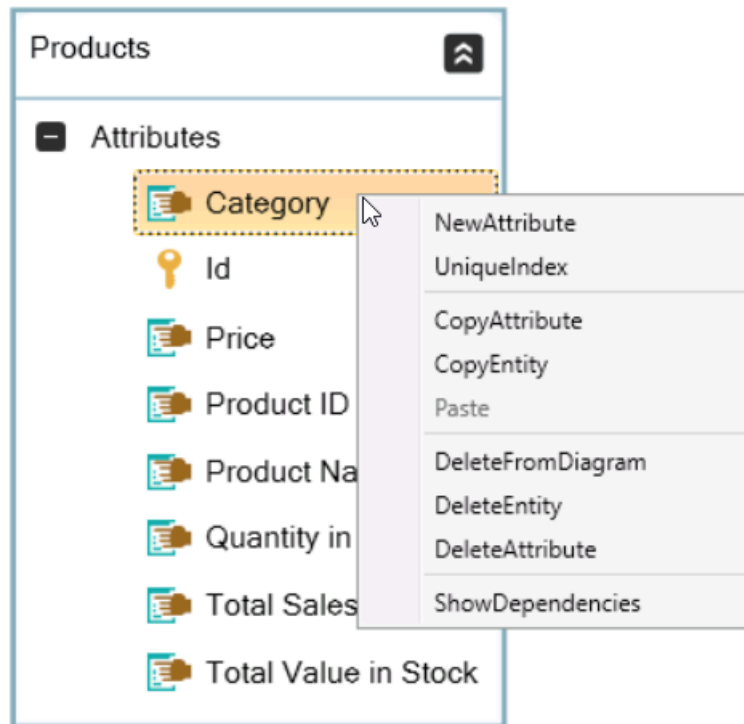 Products
Attributes
Category
Id
Price
Product ID
Product Na
Quantity in
Total Sales
Total Value in Stock
NewAttribute
UniqueIndex
CopyAttribute
CopyEntity
Paste
DeleteFromDiagram
DeleteEntity
DeleteAttribute
ShowDependencies